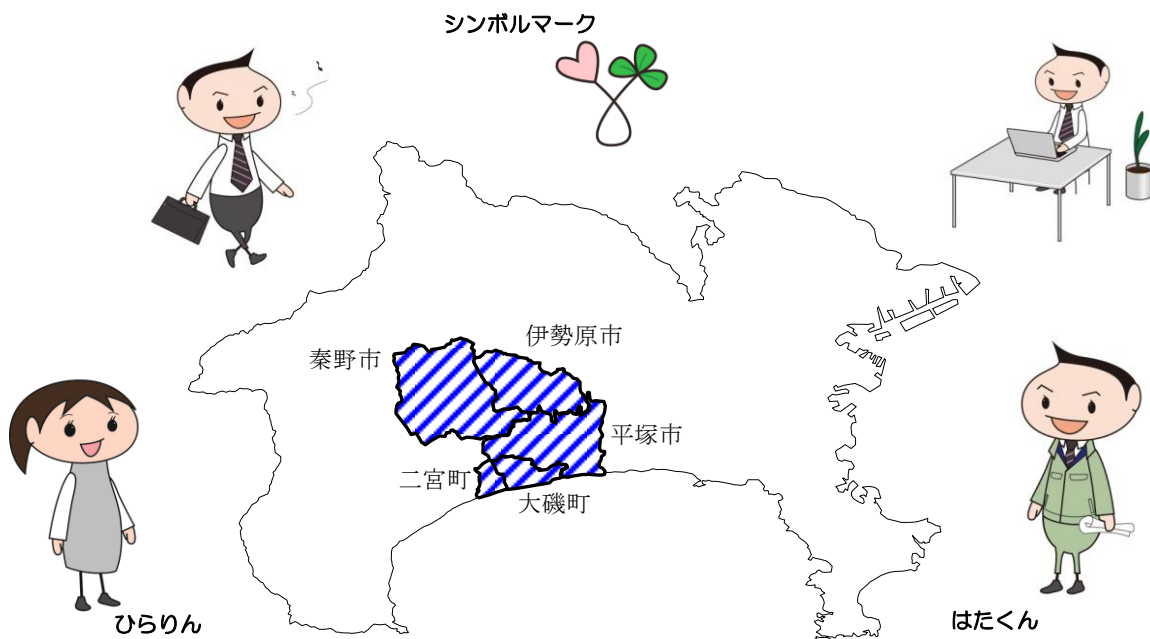 シンボルマーク
伊勢原市
秦野市
平塚市
二宮町
大磯町
ひらりん
はたくん